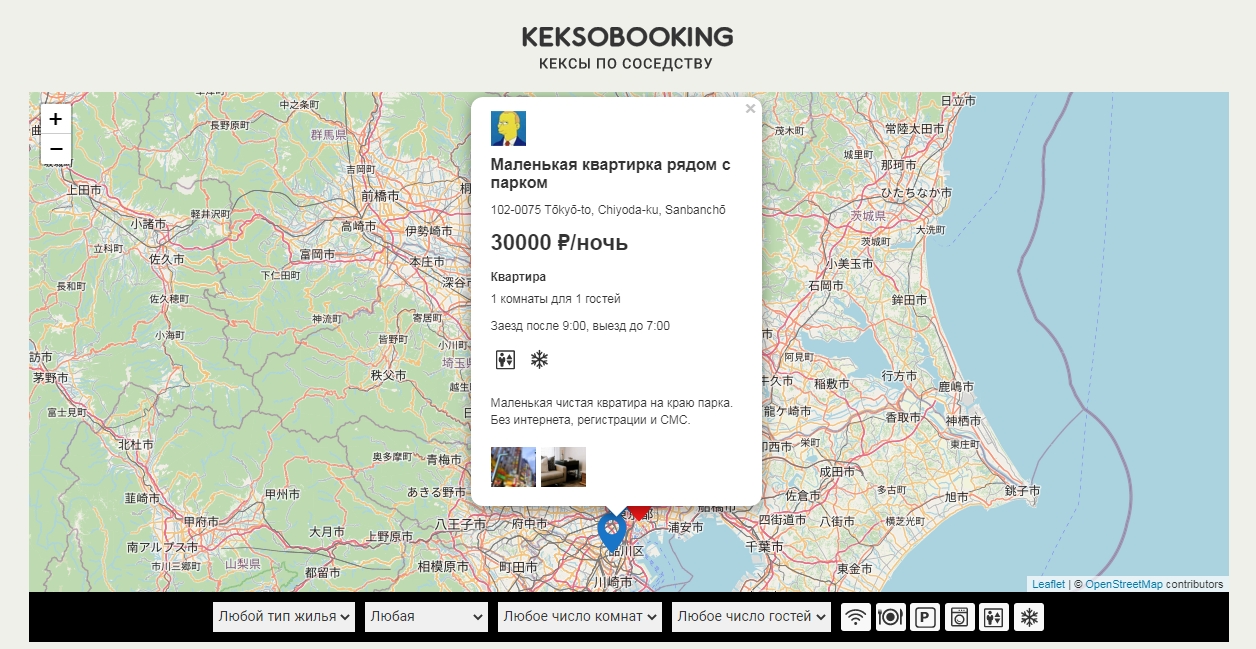 KEKSOBOOKING
КЕКСЫ ПО СОСЕДСТВУ
+
−
×
Маленькая квартирка рядом с
парком
102-0075 Tōkyō-to, Chiyoda-ku, Sanbanchō
30000 ₽/ночь
Квартира
1 комнаты для 1 гостей
Заезд после 9:00, выезд до 7:00
Маленькая чистая квратира на краю парка.
Без интернета, регистрации и СМС.
中之条町
長野原町
群馬県
吉岡町
前橋市
上田市
小諸市
軽井沢町
高崎市
伊勢崎市
立科町
佐久市
富岡市
本庄市
下仁田町
深谷
長和町
佐久穂町
神流町
寄居町
小海町
皆野町
小川町
埼玉
訪市
茅野市
秩父市
越生
富士見町
北杜市
奥多摩町
青梅市
韮崎市
甲州市
あきる野市
甲府市
大月市
上野原市
八王子市
府中市
南アルプス市
市川三郷町
山梨県
都留市
相模原市
町田市
品川区
川崎市
浦安市
船橋市
千葉市
四街道市
八街市
佐倉市
東金市
横芝光町
多古町
旭市
銚子市
成田市
栄町
印西市
東庄町
香取市
神栖市
龍ケ崎市
稲敷市
行方市
鹿嶋市
牛久市
阿見町
鉾田市
石岡市
小美玉市
茨城町
大洗町
茨城県
ひたちなか市
那珂市
城里町
茂木町
常陸太田市
日立市
Leaflet | © OpenStreetMap contributors
Любой тип жилья
Любая
Любое число комнат
Любое число гостей
P